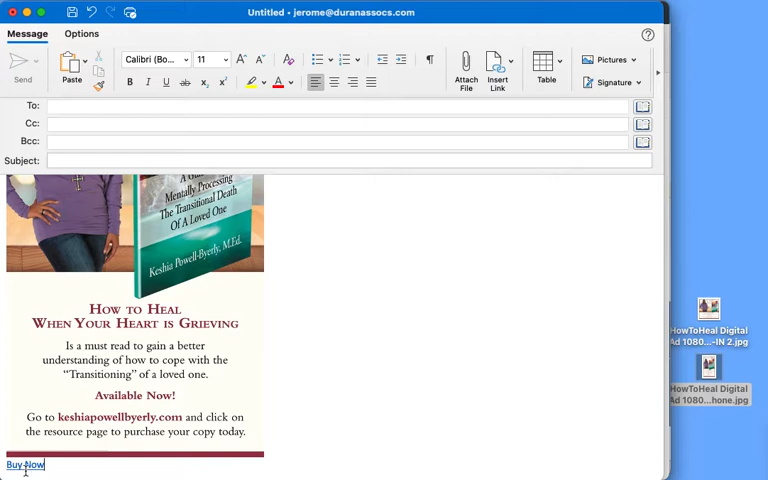 Untitled • jerome@duranassocs.com
Message
Options
Send
Paste
Calibri (Bo...
11
Attach
File
Insert
Link
Table
Pictures
Signature
To:
Cc:
Bcc:
Subject:
Mentally Processing
The Transitional Death
Of A Loved One
Keshia Powell-Byerly, M.Ed.
How to Heal
When Your Heart is Grieving
Is a must read to gain a better
understanding of how to cope with the
“Transitioning” of a loved one.
Available Now!
Go to keshiapowellbyerly.com and click on
the resource page to purchase your copy today.
Buy Now
HowToHeal Digital
Ad 1080...-IN 2.jpg
HowToHeal Digital
Ad 1080...hone.jpg